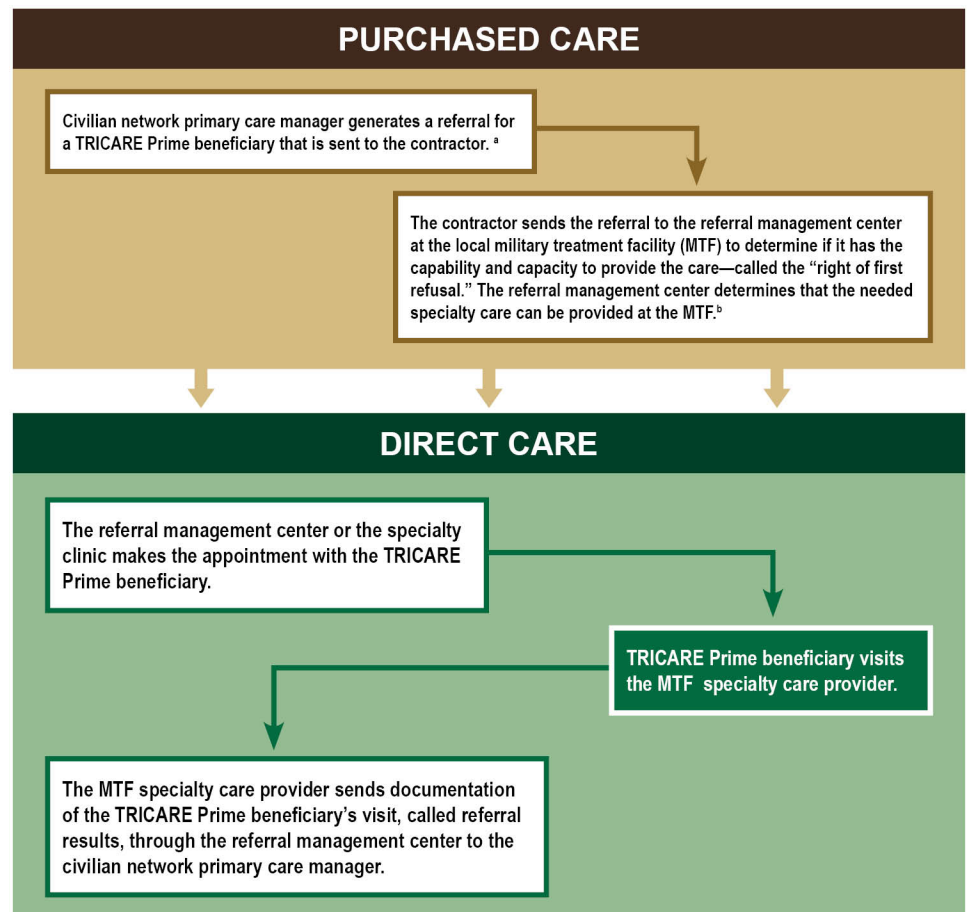 PURCHASED CARE
Civilian network primary care manager generates a referral for
a TRICARE Prime beneficiary that is sent to the contractor. ᵃ
The contractor sends the referral to the referral management center
at the local military treatment facility (MTF) to determine if it has the
capability and capacity to provide the care—called the “right of first
refusal.” The referral management center determines that the needed
specialty care can be provided at the MTF.ᵇ
DIRECT CARE
The referral management center or the specialty
clinic makes the appointment with the TRICARE
Prime beneficiary.
TRICARE Prime beneficiary visits
the MTF specialty care provider.
The MTF specialty care provider sends documentation
of the TRICARE Prime beneficiary’s visit, called referral
results, through the referral management center to the
civilian network primary care manager.